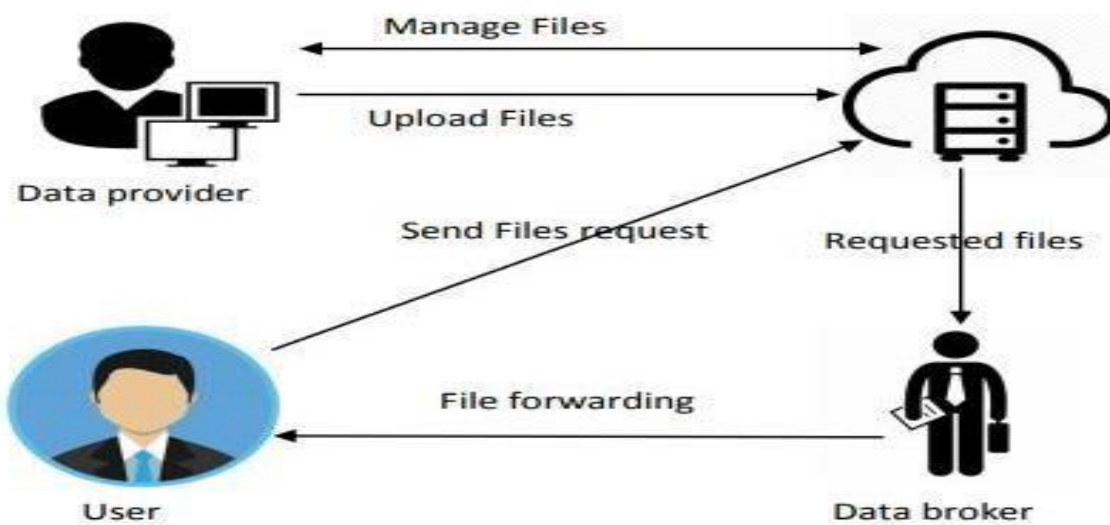 Manage Files
Upload Files
Data provider
Send Files request
Requested files
File forwarding
User
Data broker